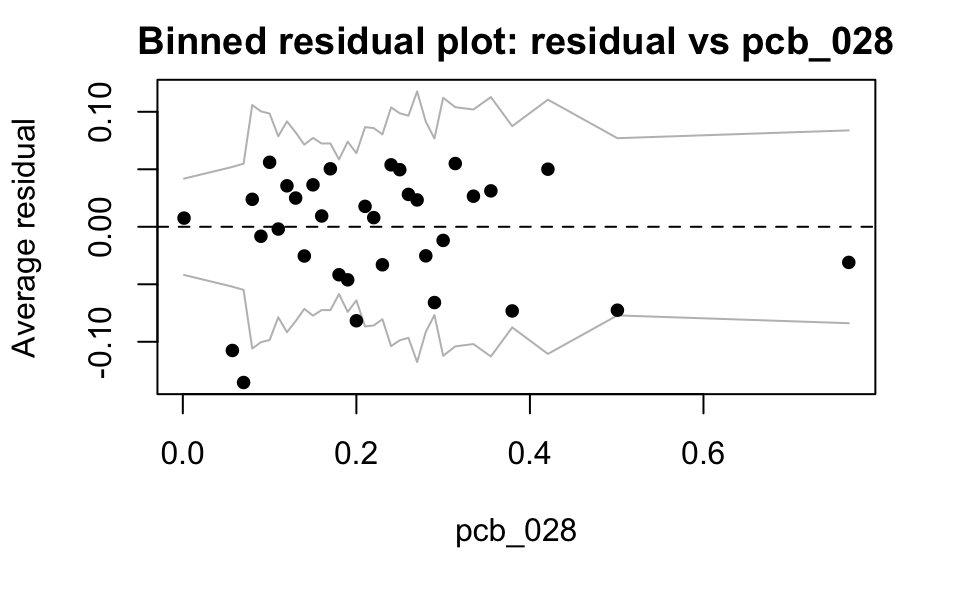 Binned residual plot: residual vs pcb_028
Average residual
0.10
0.00
-0.10
0.0 0.2 0.4 0.6
pcb_028